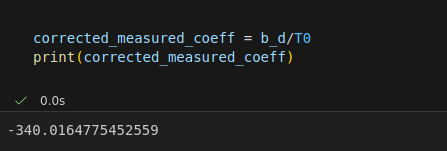 corrected_measured_coeff = b_d/T0
print(corrected_measured_coeff)
0.0s
-340.0164775452559